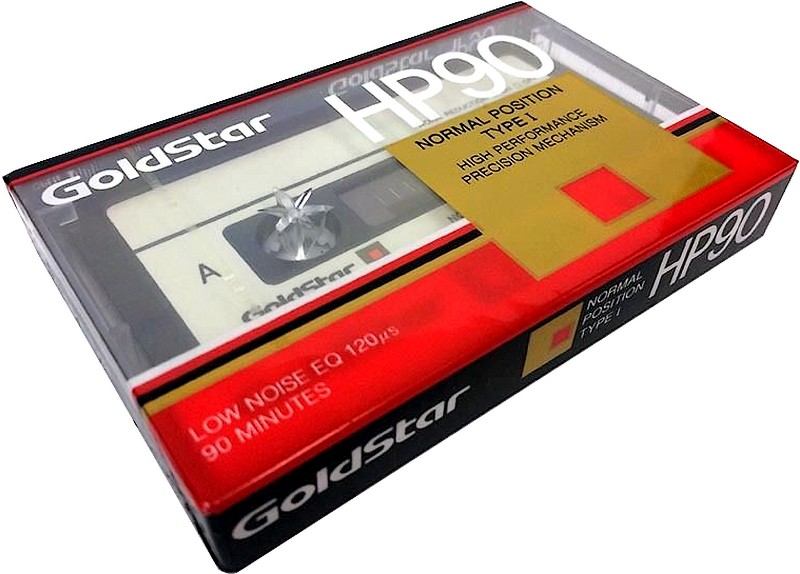 GoldStar
HP90
NORMAL POSITION
TYPE I
HIGH PERFORMANCE
PRECISION MECHANISM
A
GoldStar
LOW NOISE EQ 120μs
90 MINUTES
GoldStar
NORMAL
POSITION
TYPE I
HP90